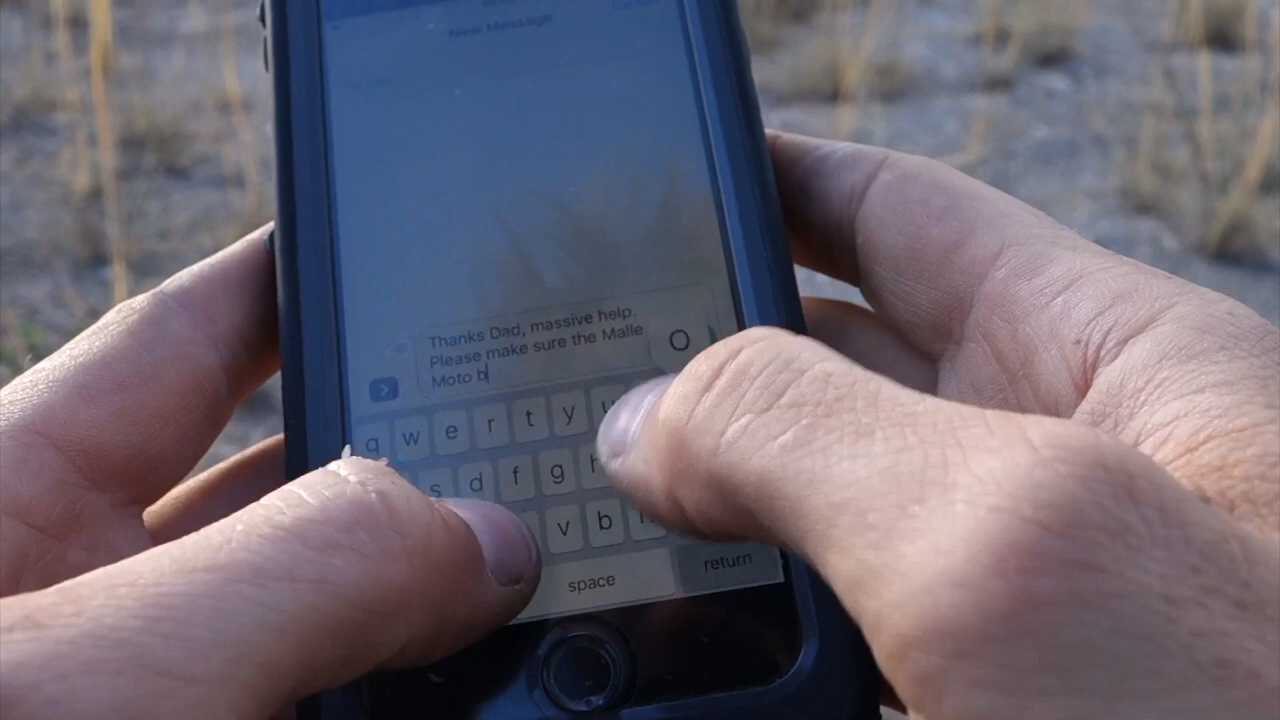 New Message
Thanks Dad, massive help.
Please make sure the Malle
Moto b
q w e r t y
s d f g
v b
space
return